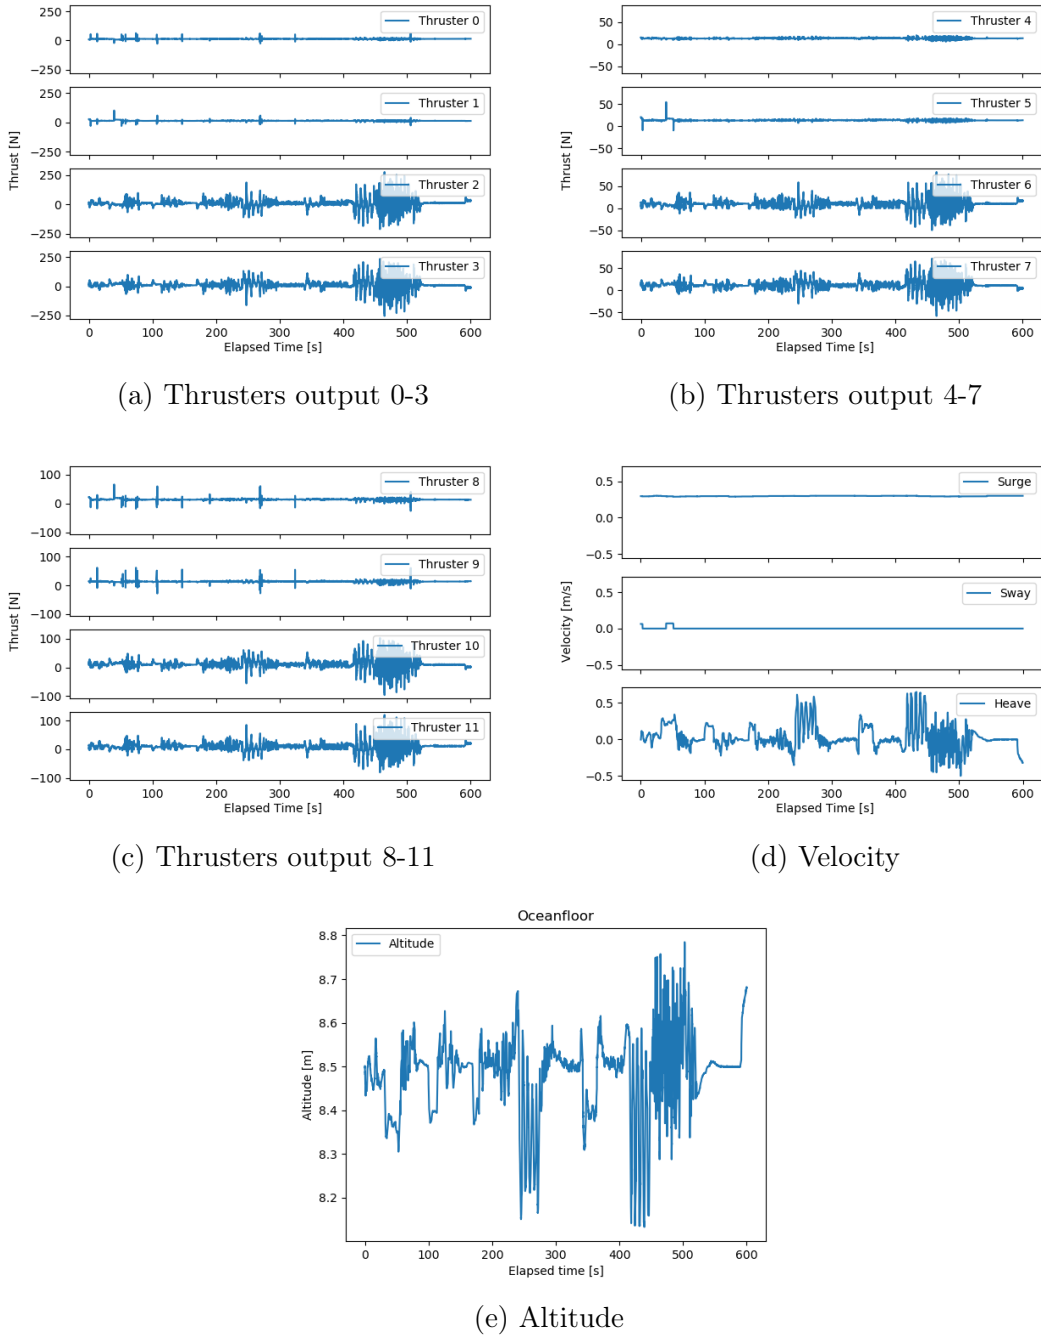 250
0
−250
Thruster 0
250
0
−250
Thruster 1
250
0
−250
Thruster 2
250
0
−250
Thruster 3
Thrust [N]
0 100 200 300 400 500 600
Elapsed Time [s]
(a) Thrusters output 0-3
50
0
−50
Thruster 4
50
0
−50
Thruster 5
50
0
−50
Thruster 6
50
0
−50
Thruster 7
Thrust [N]
0 100 200 300 400 500 600
Elapsed Time [s]
(b) Thrusters output 4-7
100
0
−100
Thruster 8
100
0
−100
Thruster 9
100
0
−100
Thruster 10
100
0
−100
Thruster 11
Thrust [N]
0 100 200 300 400 500 600
Elapsed Time [s]
(c) Thrusters output 8-11
0.5
0.0
−0.5
Surge
0.5
0.0
−0.5
Sway
0.5
0.0
−0.5
Heave
Velocity [m/s]
0 100 200 300 400 500 600
Elapsed Time [s]
(d) Velocity
Oceanfloor
Altitude
8.8
8.7
8.6
8.5
8.4
8.3
8.2
Altitude [m]
0 100 200 300 400 500 600
Elapsed time [s]
(e) Altitude